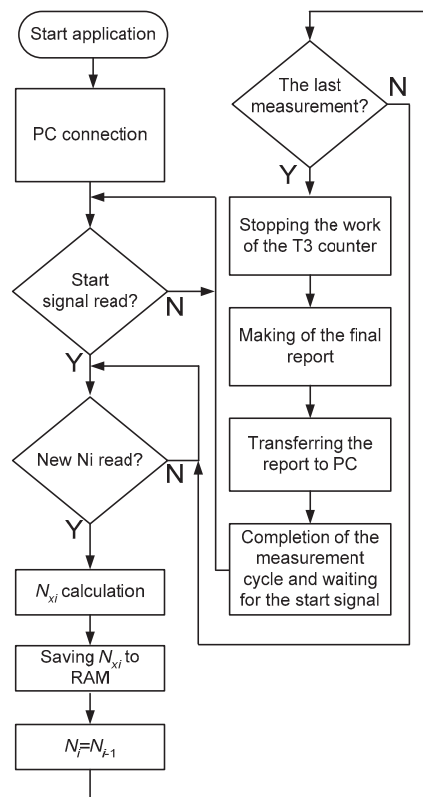 Start application
PC connection
Start
signal read?
N
Y
New Ni read?
N
Y
Nxi calculation
Saving Nxi to
RAM
Ni=Ni-1
The last
measurement?
N
Y
Stopping the work
of the T3 counter
Making of the final
report
Transferring the
report to PC
Completion of the
measurement
cycle and waiting
for the start signal